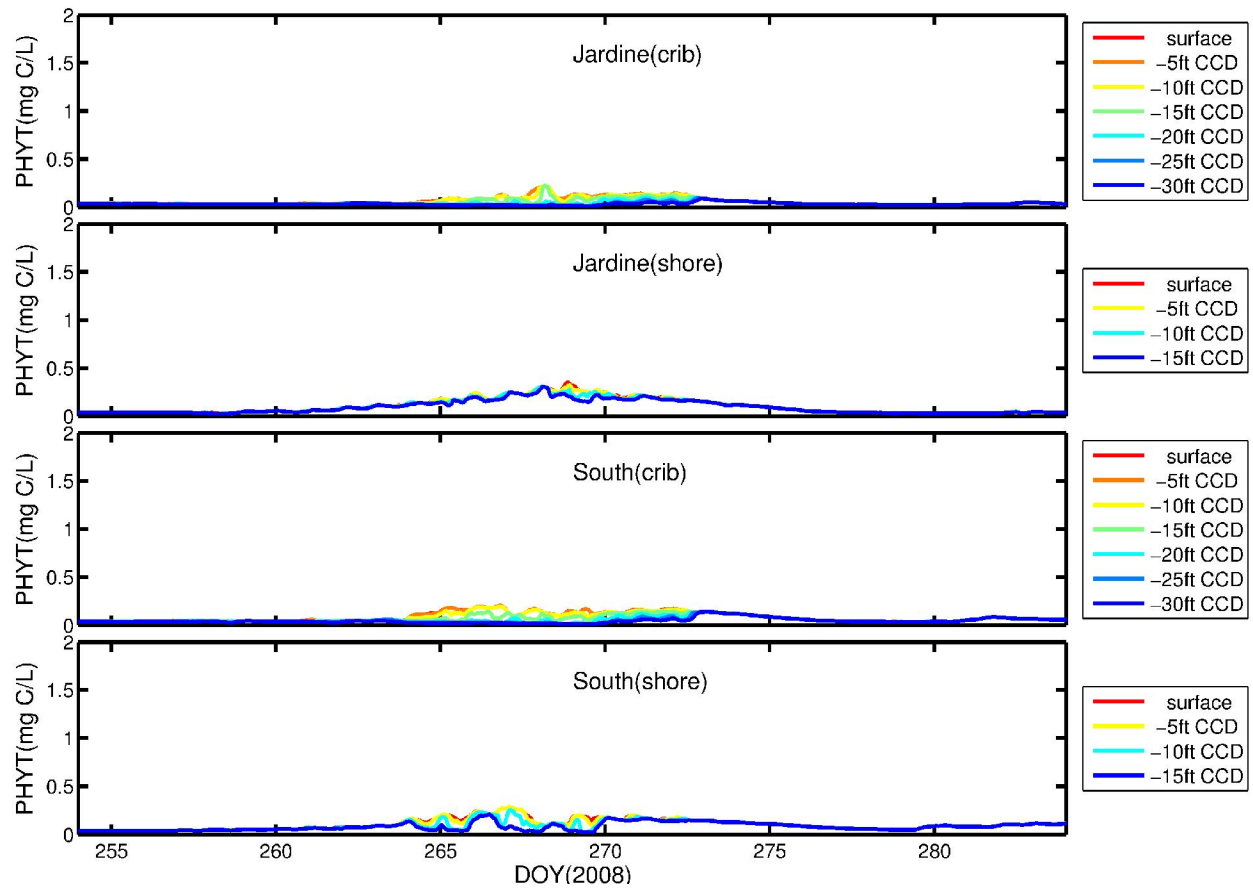 2
1.5
1
0.5
0
PHYT(mg C/L)
Jardine(crib)
surface
−5ft CCD
−10ft CCD
−15ft CCD
−20ft CCD
−25ft CCD
−30ft CCD
2
1.5
1
0.5
0
PHYT(mg C/L)
Jardine(shore)
surface
−5ft CCD
−10ft CCD
−15ft CCD
2
1.5
1
0.5
0
PHYT(mg C/L)
South(crib)
surface
−5ft CCD
−10ft CCD
−15ft CCD
−20ft CCD
−25ft CCD
−30ft CCD
2
1.5
1
0.5
0
PHYT(mg C/L)
South(shore)
surface
−5ft CCD
−10ft CCD
−15ft CCD
255 260 265 270 275 280
DOY(2008)